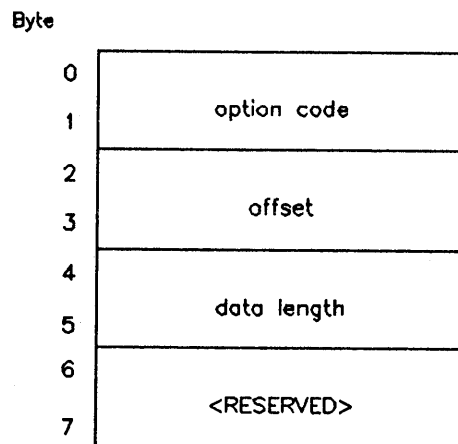 Byte
0
option code
1
2
offset
3
4
data length
5
6
<RESERVED>
7